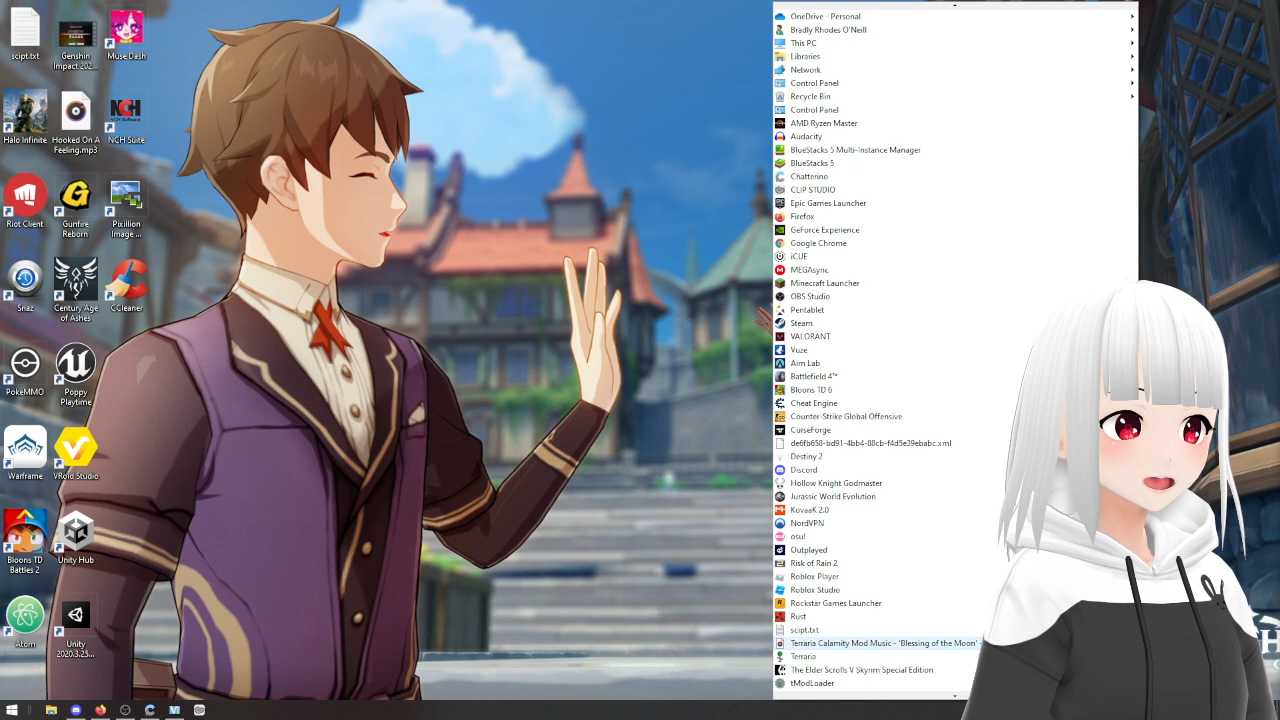 scipt.txt
Genshin
Impact 202...
Muse Dash
Halo Infinite
Hooked On A
Feeling.mp3
NCH
NCH Software
NCH Suite
Riot Client
Gunfire
Reborn
Pixillion
Image ...
Snaz
Century Age
of Ashes
CCleaner
PokéMMO
Poppy
Playtime
Warframe
VRoid Studio
Bloons TD
Battles 2
Unity Hub
Atom
Unity
2020.3.23...
OneDrive - Personal
Bradly Rhodes O'Neill
This PC
Libraries
Network
Control Panel
Recycle Bin
Control Panel
AMD Ryzen Master
Audacity
BlueStacks 5 Multi-Instance Manager
BlueStacks 5
Chatterino
CLIP STUDIO
Epic Games Launcher
Firefox
GeForce Experience
Google Chrome
iCUE
MEGAsync
Minecraft Launcher
OBS Studio
Pentablet
Steam
VALORANT
Vuze
Aim Lab
Battlefield 4™
Bloons TD 6
Cheat Engine
Counter-Strike Global Offensive
CurseForge
de6fb658-bd91-4bb4-88cb-f4d5e39ebabc.xml
Destiny 2
Discord
Hollow Knight Godmaster
Jurassic World Evolution
KovaaK 2.0
NordVPN
osu!
Outplayed
Risk of Rain 2
Roblox Player
Roblox Studio
Rockstar Games Launcher
Rust
scipt.txt
Terraria Calamity Mod Music - 'Blessing of the Moon' -
Terraria
The Elder Scrolls V Skyrim Special Edition
tModLoader